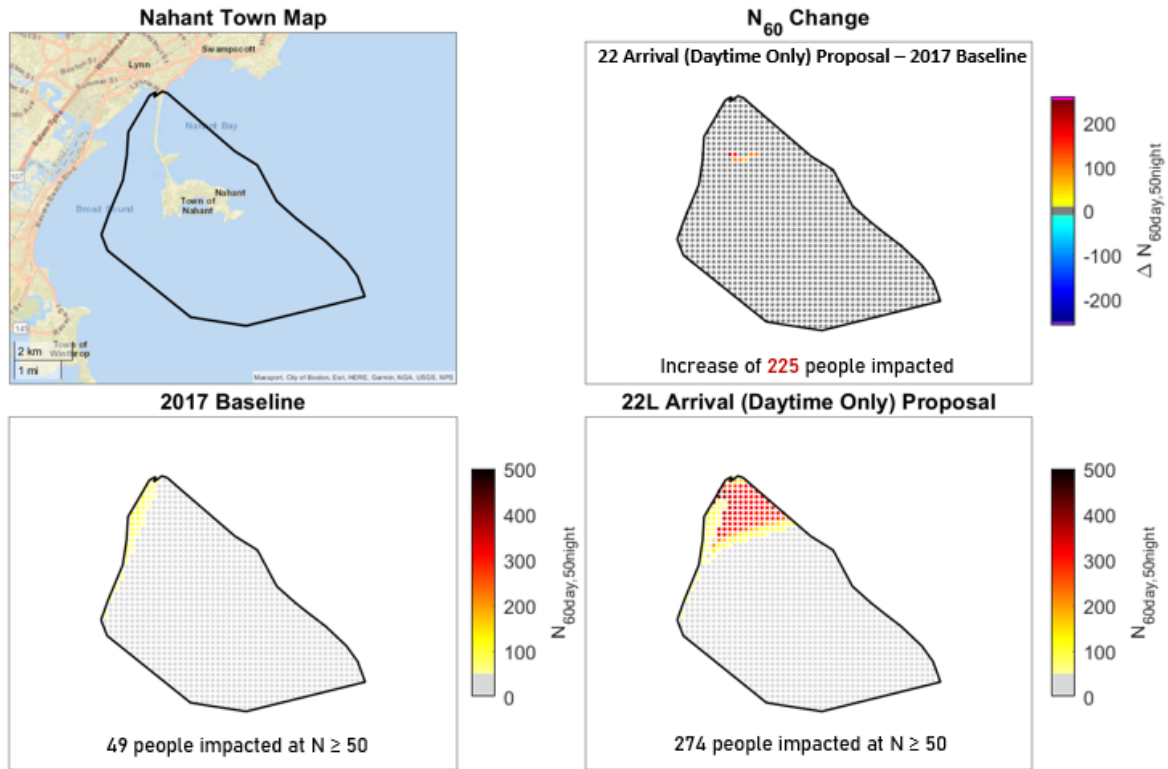 Nahant Town Map
Swampscott
Lynn
Nahant Bay
107
Broad Sound
Nahant
Town of
Nahant
145
Town of
Winthrop
2 km
1 mi
Massport, City of Boston, Esri, HERE, Garmin, NGA, USGS, NPS
N60 Change
22 Arrival (Daytime Only) Proposal – 2017 Baseline
Increase of 225 people impacted
200
100
0
-100
-200
Δ N60day,50night
2017 Baseline
49 people impacted at N ≥ 50
500
400
300
200
100
0
N60day,50night
22L Arrival (Daytime Only) Proposal
274 people impacted at N ≥ 50
500
400
300
200
100
0
N60day,50night